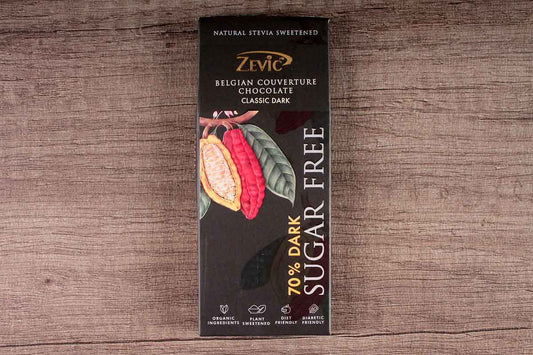 NATURAL STEVIA SWEETENED
ZEVIC
BELGIAN COUVERTURE
CHOCOLATE
CLASSIC DARK
70% DARK
SUGAR FREE
ORGANIC
INGREDIENTS
PLANT
SWEETENED
DIET
FRIENDLY
DIABETIC
FRIENDLY